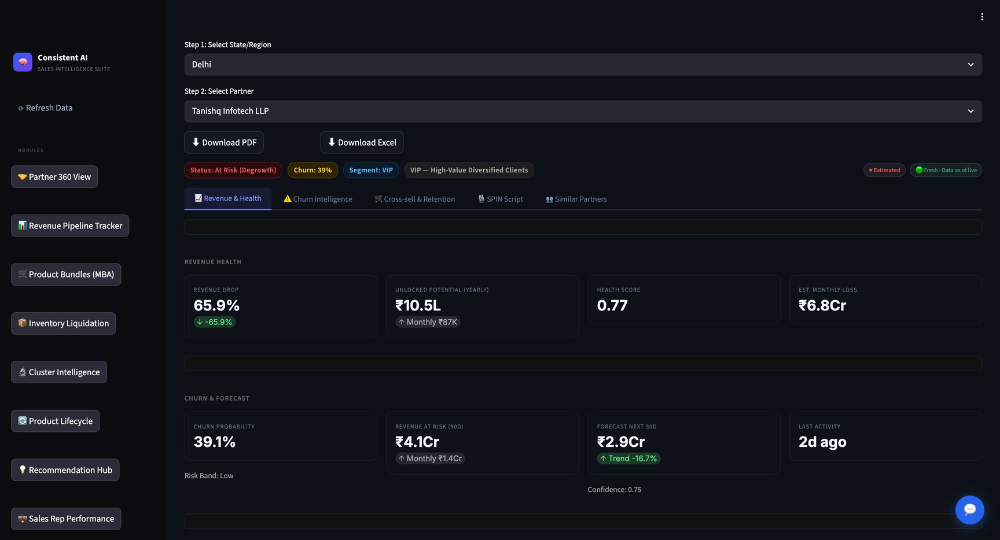 Consistent AI
SALES INTELLIGENCE SUITE
⟳ Refresh Data
MODULES
🤝 Partner 360 View
📊 Revenue Pipeline Tracker
🛒 Product Bundles (MBA)
📦 Inventory Liquidation
🔬 Cluster Intelligence
🔄 Product Lifecycle
💡 Recommendation Hub
💼 Sales Rep Performance
Step 1: Select State/Region
Delhi
Step 2: Select Partner
Tanishq Infotech LLP
⬇ Download PDF
⬇ Download Excel
Status: At Risk (Degrowth)
Churn: 39%
Segment: VIP
VIP — High-Value Diversified Clients
Estimated
Fresh · Data as of live
📈 Revenue & Health
⚠️ Churn Intelligence
🛒 Cross-sell & Retention
🎙 SPIN Script
👥 Similar Partners
REVENUE HEALTH
REVENUE DROP
65.9%
↓ -65.9%
UNLOCKED POTENTIAL (YEARLY)
₹10.5L
↑ Monthly ₹87K
HEALTH SCORE
0.77
EST. MONTHLY LOSS
₹6.8Cr
CHURN & FORECAST
CHURN PROBABILITY
39.1%
Risk Band: Low
REVENUE AT RISK (90D)
₹4.1Cr
↑ Monthly ₹1.4Cr
FORECAST NEXT 30D
₹2.9Cr
↑ Trend -16.7%
Confidence: 0.75
LAST ACTIVITY
2d ago